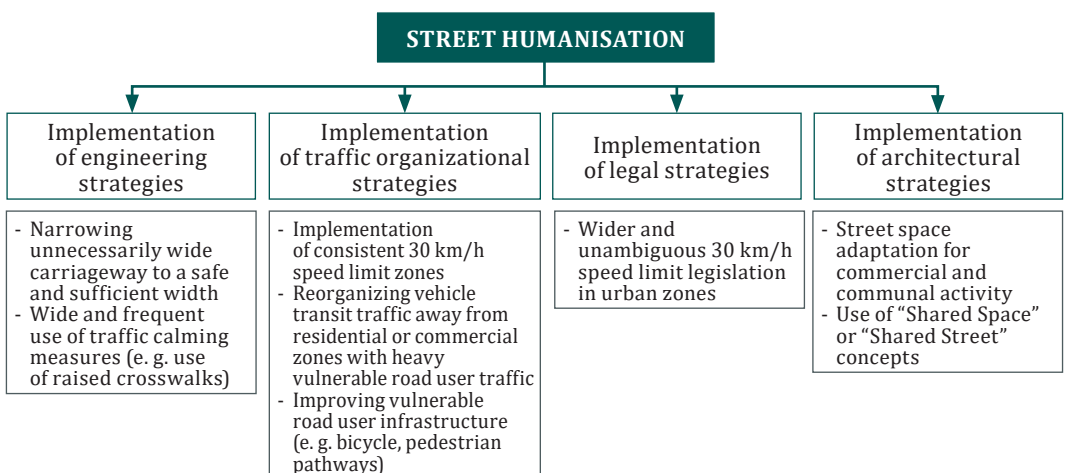 STREET HUMANISATION
Implementation
of engineering
strategies
Implementation
of traffic organizational
strategies
Implementation
of legal strategies
Implementation
of architectural
strategies
- Narrowing
unnecessarily wide
carriageway to a safe
and sufficient width
- Wide and frequent
use of traffic calming
measures (e. g. use
of raised crosswalks)
- Implementation
of consistent 30 km/h
speed limit zones
- Reorganizing vehicle
transit traffic away from
residential or commercial
zones with heavy
vulnerable road user traffic
- Improving vulnerable
road user infrastructure
(e. g. bicycle, pedestrian
pathways)
- Wider and
unambiguous 30 km/h
speed limit legislation
in urban zones
- Street space
adaptation for
commercial and
communal activity
- Use of “Shared Space”
or “Shared Street”
concepts